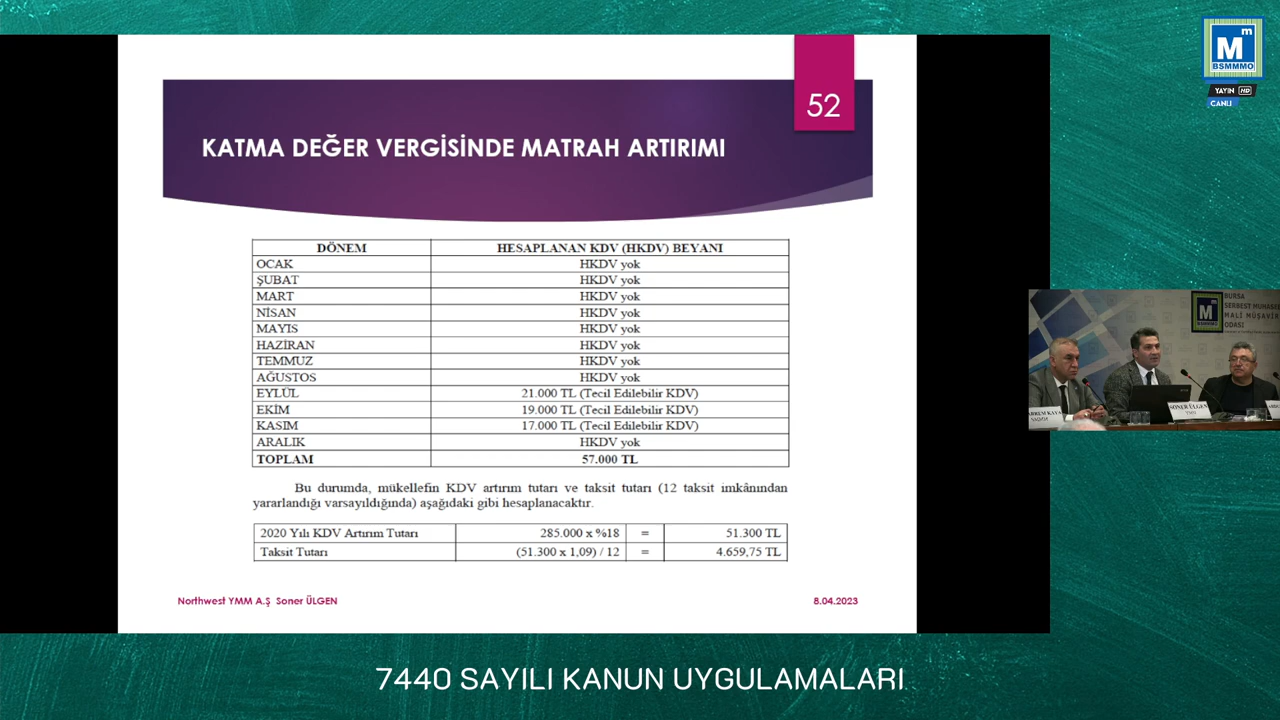 m
M
BSMMMO
YAYIN HD
CANLI
52
KATMA DEĞER VERGİSİNDE MATRAH ARTIRIMI
DÖNEM HESAPLANAN KDV (HKDV) BEYANI
OCAK HKDV yok
ŞUBAT HKDV yok
MART HKDV yok
NİSAN HKDV yok
MAYIS HKDV yok
HAZİRAN HKDV yok
TEMMUZ HKDV yok
AĞUSTOS HKDV yok
EYLÜL 21.000 TL (Tecil Edilebilir KDV)
EKİM 19.000 TL (Tecil Edilebilir KDV)
KASIM 17.000 TL (Tecil Edilebilir KDV)
ARALIK HKDV yok
TOPLAM 57.000 TL
Bu durumda, mükellefin KDV artırım tutarı ve taksit tutarı (12 taksit imkânından
yararlandığı varsayıldığında) aşağıdaki gibi hesaplanacaktır.
2020 Yılı KDV Artırım Tutarı 285.000 x %18 = 51.300 TL
Taksit Tutarı (51.300 x 1,09) / 12 = 4.659,75 TL
Northwest YMM A.Ş Soner ÜLGEN
8.04.2023
BURSA
SERBEST MUHASE
MALİ MÜŞAVİR
ODASI
M
BSMMMO
SONER ÜLGEN
YMM
7440 SAYILI KANUN UYGULAMALARI